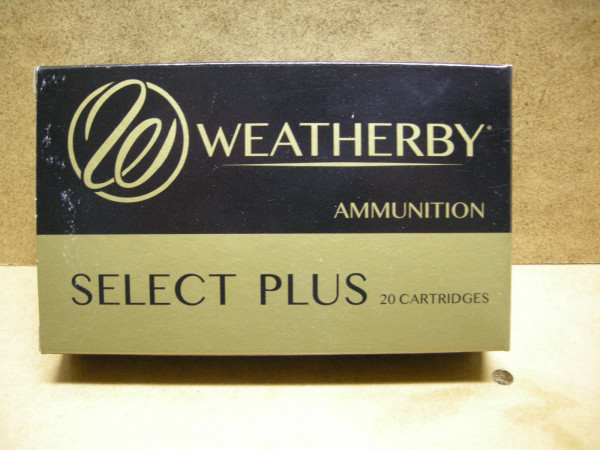 WEATHERBY®
AMMUNITION
SELECT PLUS 20 CARTRIDGES